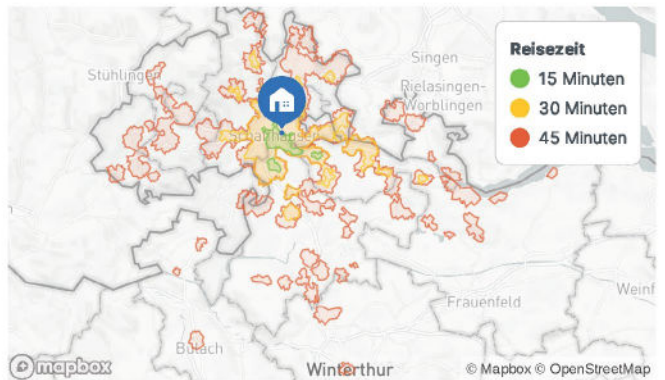 Reisezeit
15 Minuten
30 Minuten
45 Minuten
Singen
Stühlingen
Rielasingen-
Worblingen
Schaffhausen
Weinf
Frauenfeld
Bülach
Winterthur
mapbox
© Mapbox © OpenStreetMap